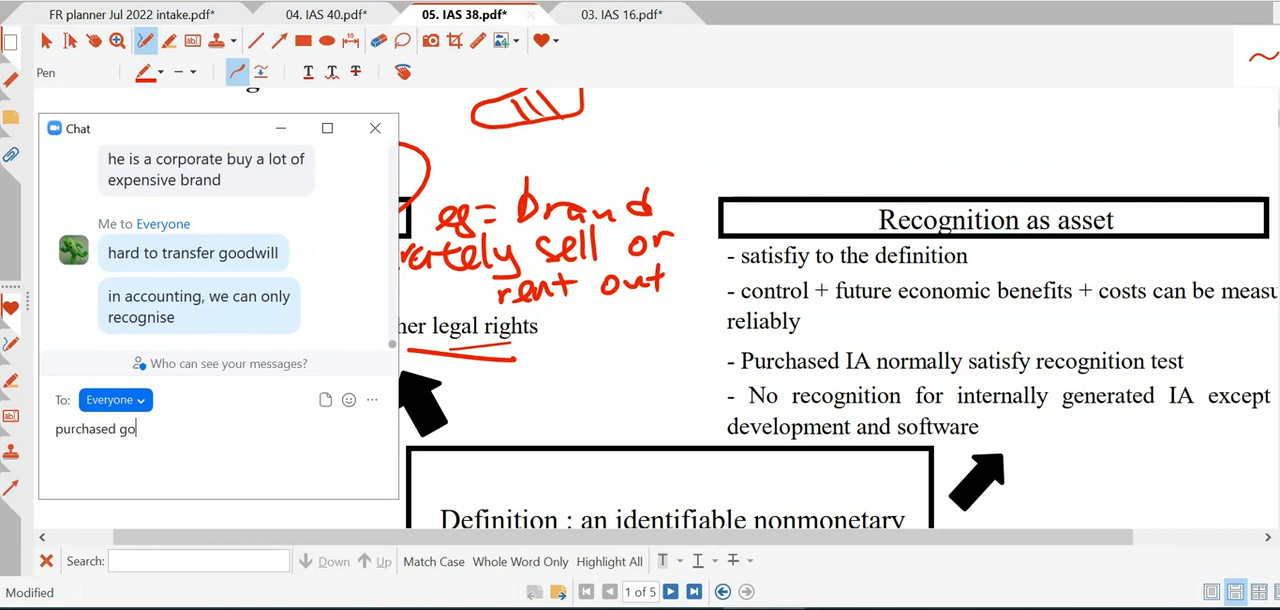 FR planner Jul 2022 intake.pdf*
04. IAS 40.pdf*
05. IAS 38.pdf*
03. IAS 16.pdf*
Pen
Chat
he is a corporate buy a lot of
expensive brand
Me to Everyone
hard to transfer goodwill
in accounting, we can only
recognise
Who can see your messages?
To: Everyone
purchased go
eg = brand
rately sell or
rent out
her legal rights
Recognition as asset
- satisfiy to the definition
- control + future economic benefits + costs can be measu
reliably
- Purchased IA normally satisfy recognition test
- No recognition for internally generated IA except
development and software
Definition : an identifiable nonmonetary
Search:
Down
Up
Match Case
Whole Word Only
Highlight All
Modified
1 of 5